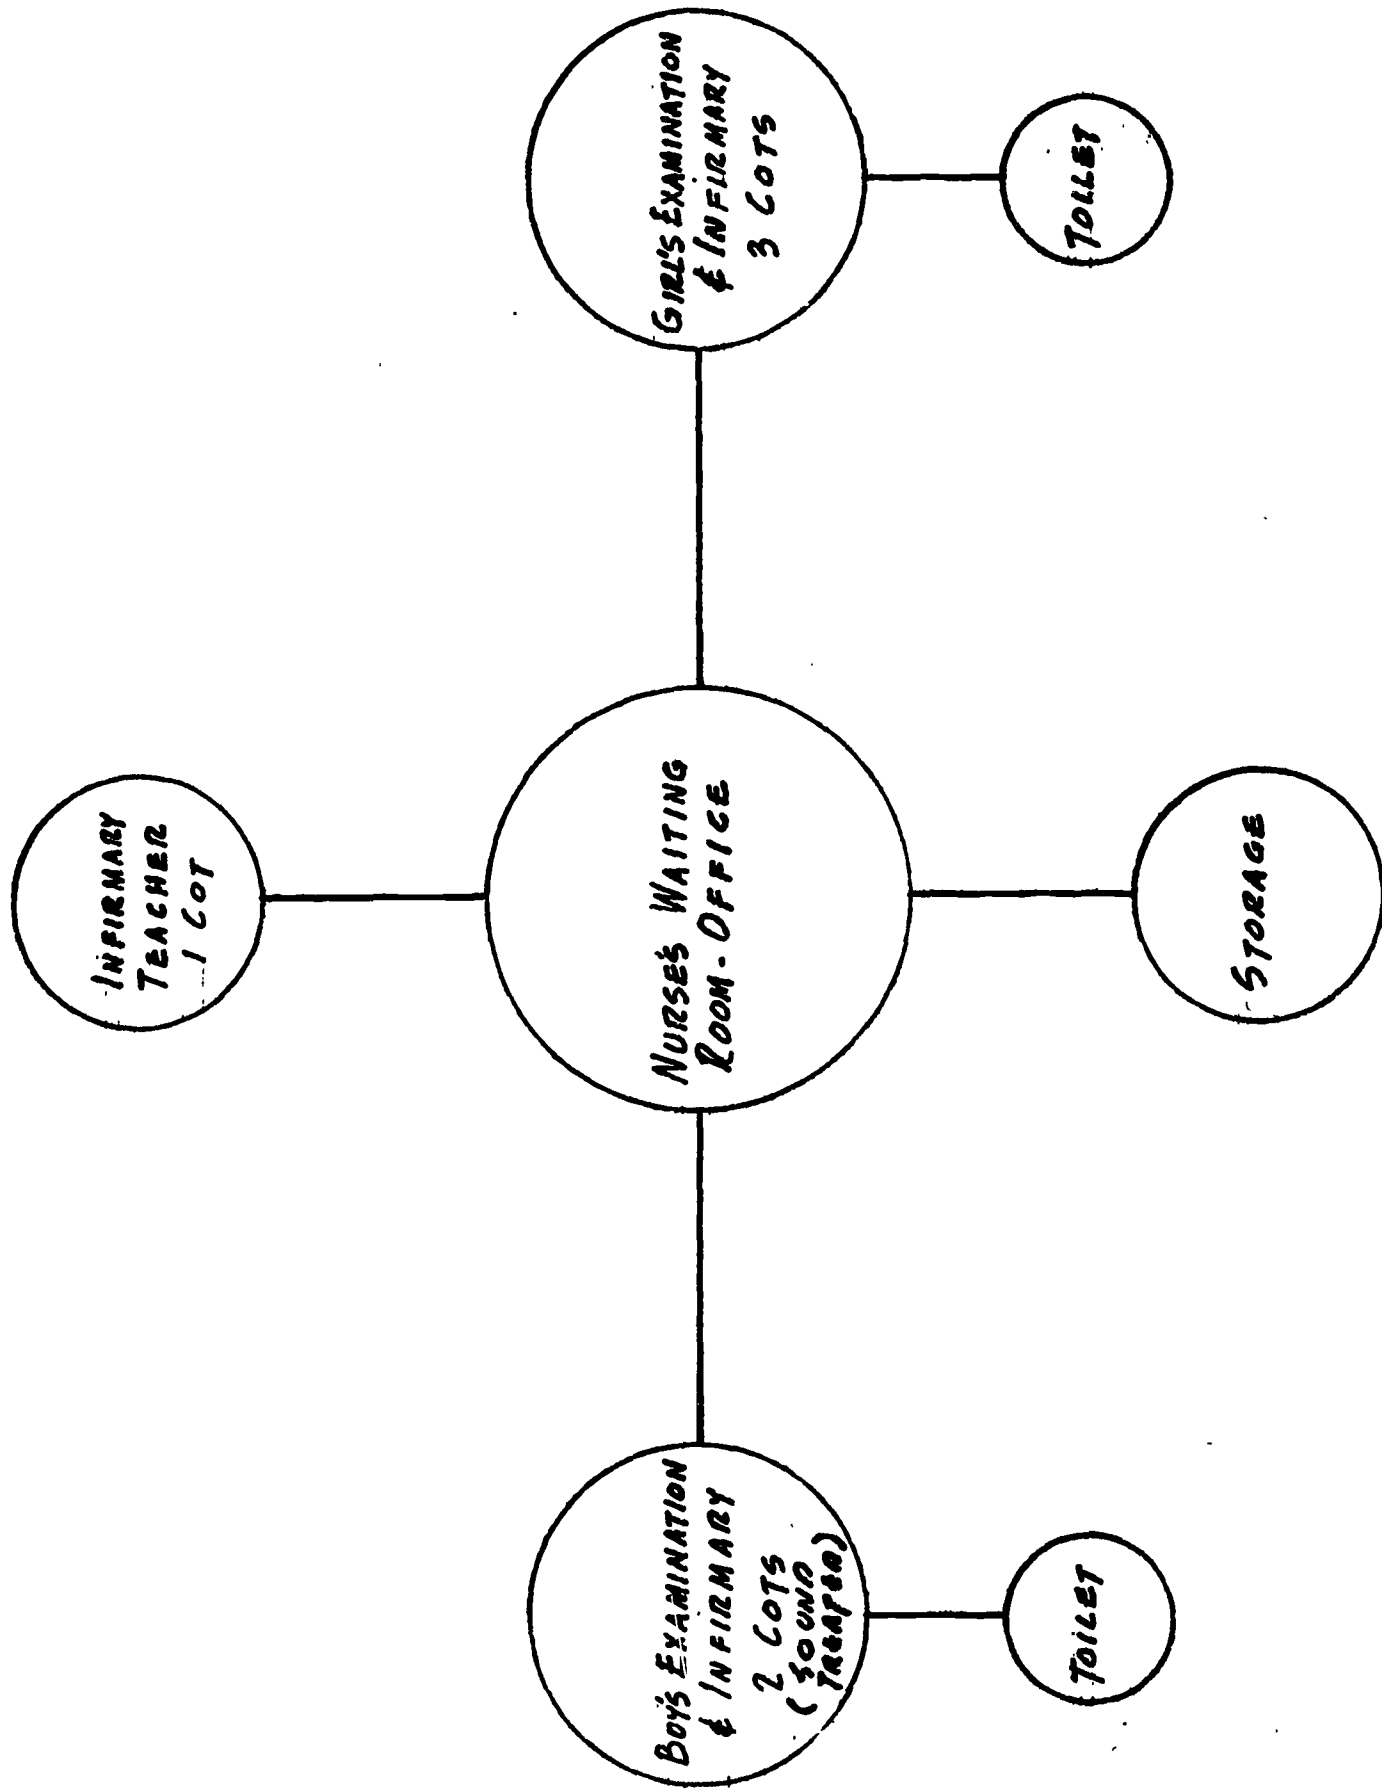 INFIRMARY
TEACHER
1 COT
BOY'S EXAMINATION
& INFIRMARY
2 COTS
(SOUND
TREATED)
NURSE'S WAITING
ROOM-OFFICE
GIRL'S EXAMINATION
& INFIRMARY
3 COTS
TOILET
STORAGE
TOILET